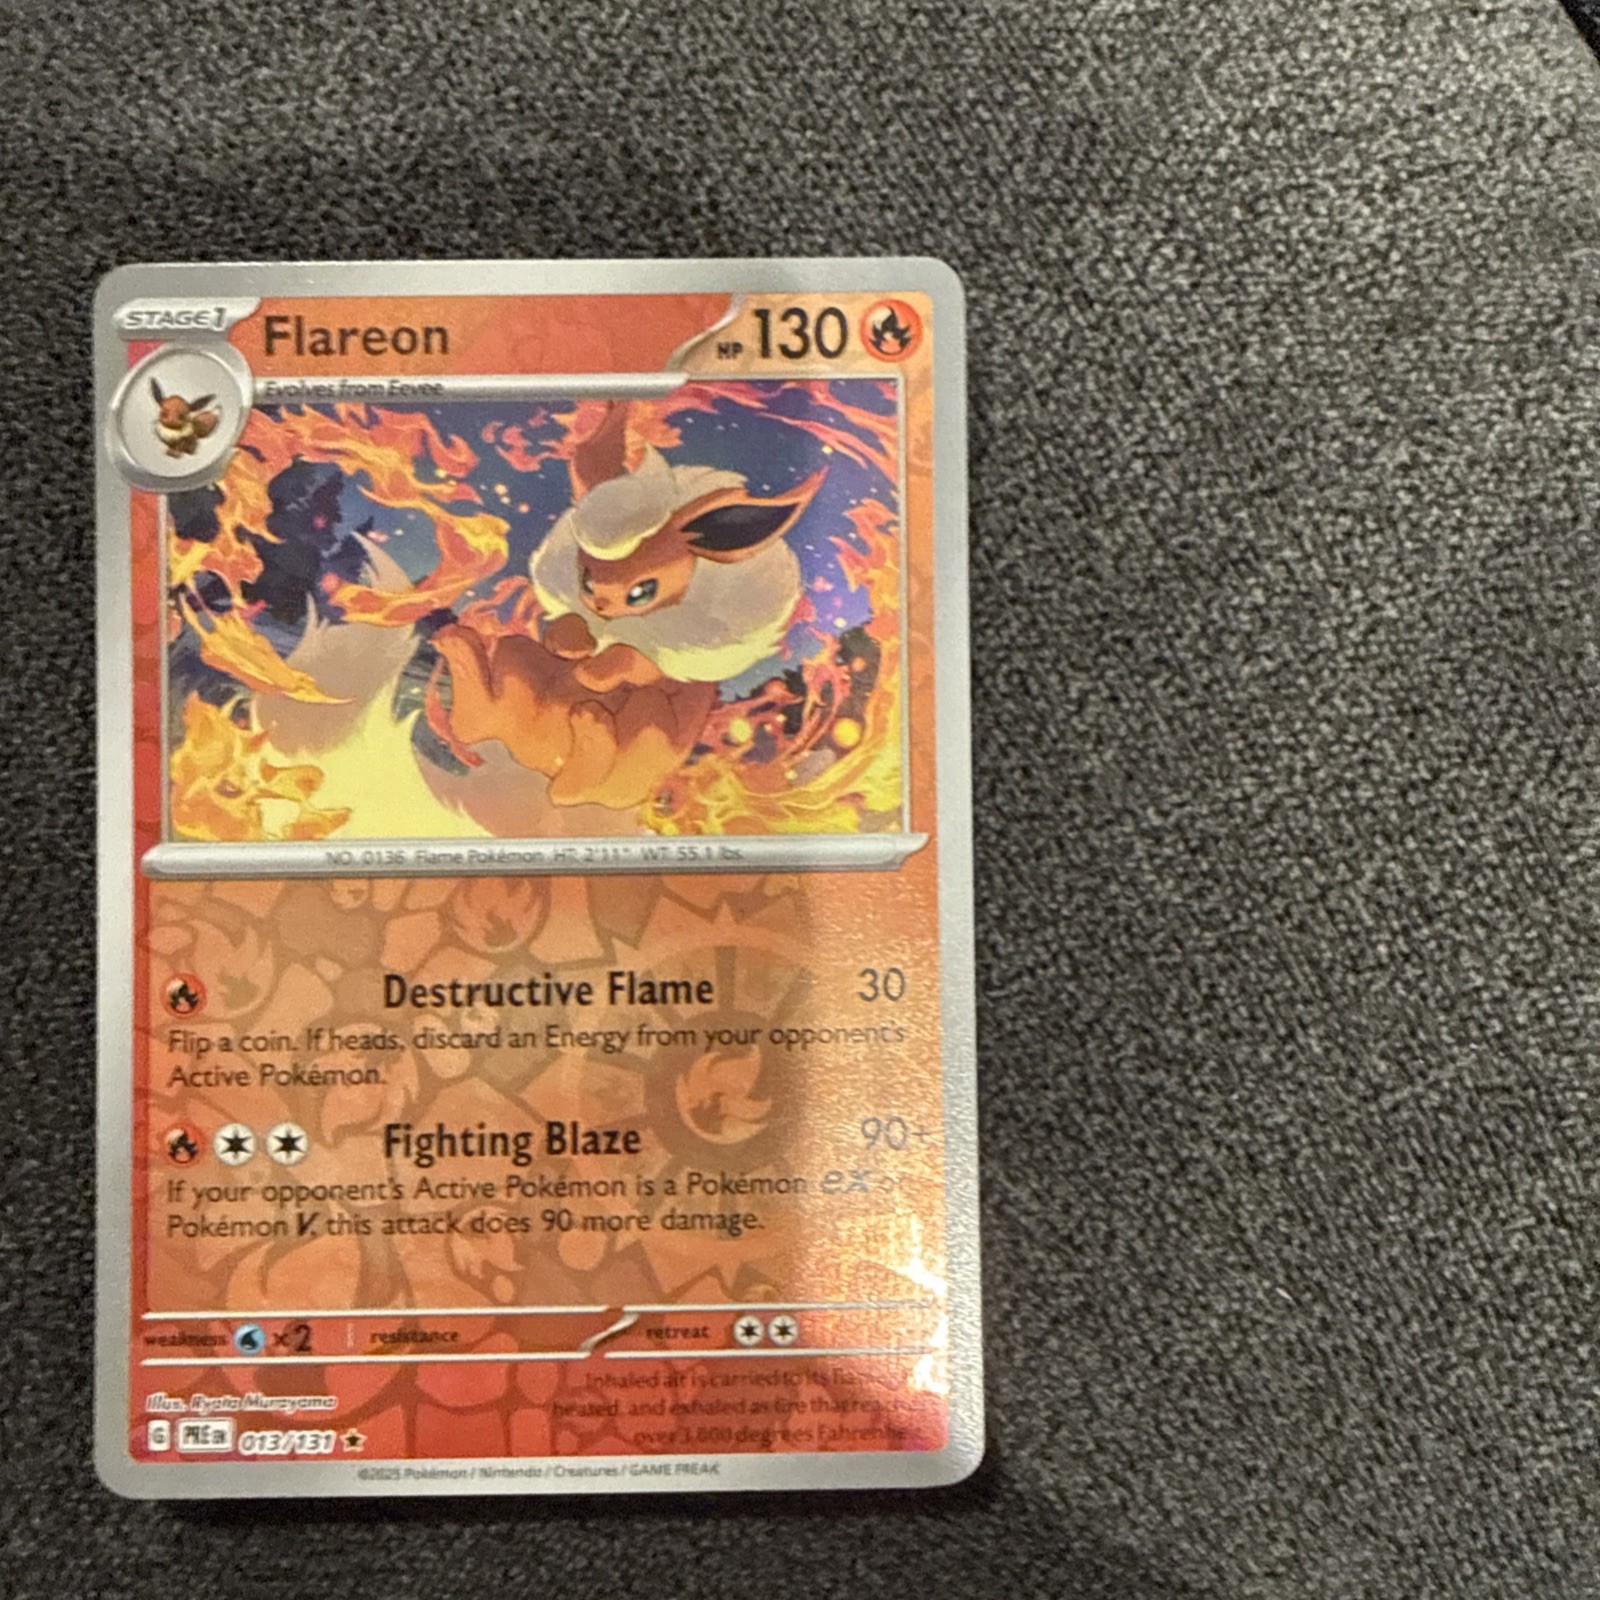 STAGE 1
Flareon
HP 130
Evolves from Eevee
NO. 0136 Flame Pokémon HT: 2'11" WT: 55.1 lbs.
Destructive Flame 30
Flip a coin. If heads, discard an Energy from your opponent's
Active Pokémon.
Fighting Blaze 90+
If your opponent's Active Pokémon is a Pokémon ex or
Pokémon V, this attack does 90 more damage.
weakness ×2 resistance retreat
Inhaled air is carried to its
heated, and exhaled as fire that
over 3,000 degrees Fahrenheit.
Illus. Ryota Murayama
G PRE EN 013/131
©2025 Pokémon / Nintendo / Creatures / GAME FREAK